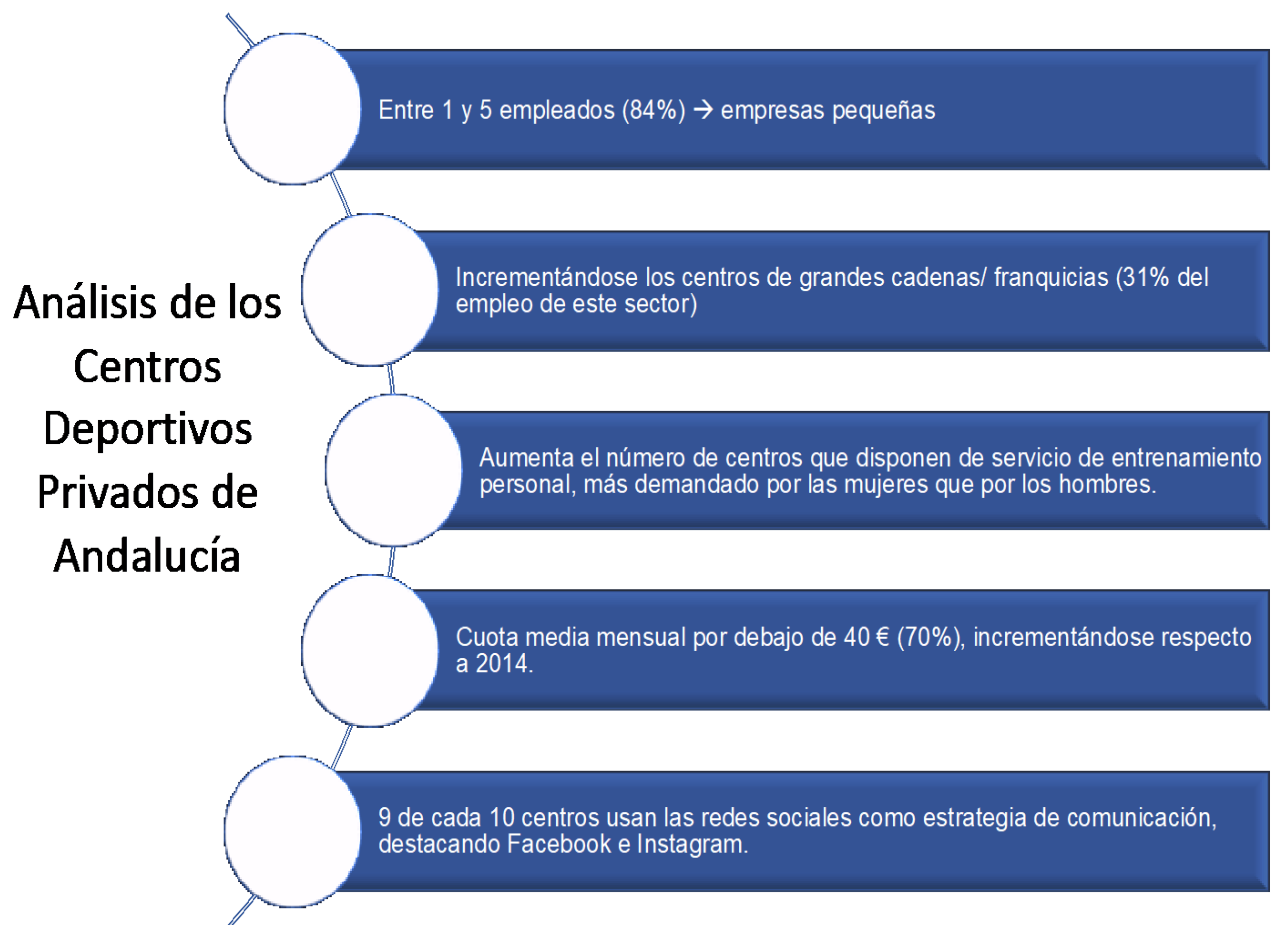 Análisis de los
Centros
Deportivos
Privados de
Andalucía
Entre 1 y 5 empleados (84%) → empresas pequeñas
Incrementándose los centros de grandes cadenas/ franquicias (31% del
empleo de este sector)
Aumenta el número de centros que disponen de servicio de entrenamiento
personal, más demandado por las mujeres que por los hombres.
Cuota media mensual por debajo de 40 € (70%), incrementándose respecto
a 2014.
9 de cada 10 centros usan las redes sociales como estrategia de comunicación,
destacando Facebook e Instagram.